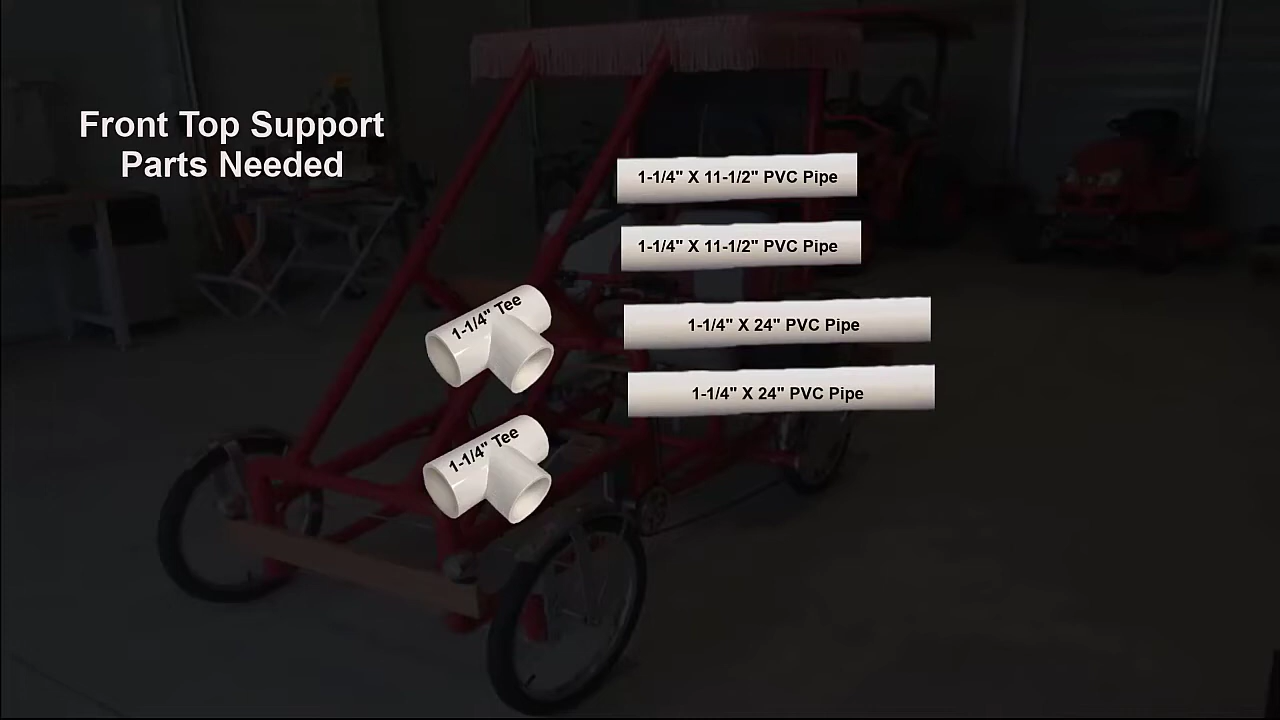 Front Top Support
Parts Needed
1-1/4" X 11-1/2" PVC Pipe
1-1/4" X 11-1/2" PVC Pipe
1-1/4" Tee
1-1/4" X 24" PVC Pipe
1-1/4" X 24" PVC Pipe
1-1/4" Tee